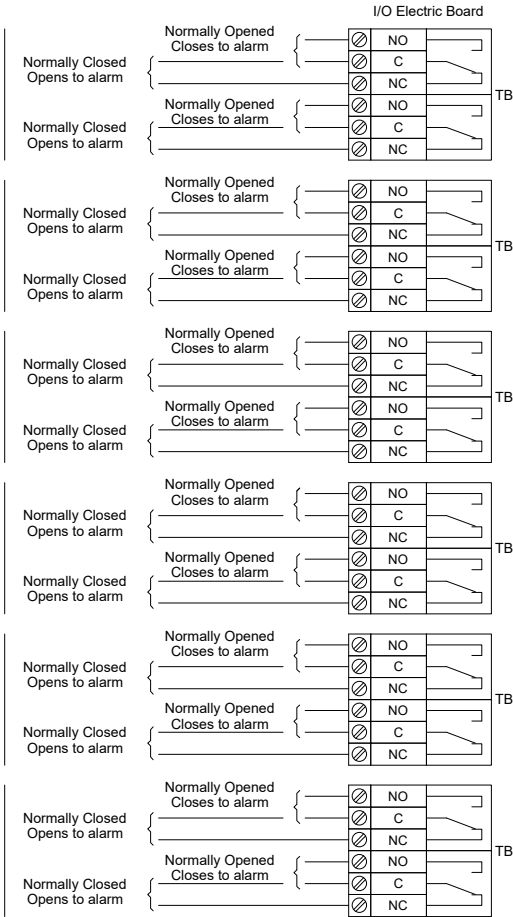 I/O Electric Board
Normally Opened
Closes to alarm
NO
Normally Closed
Opens to alarm
C
NC
TB
Normally Opened
Closes to alarm
NO
Normally Closed
Opens to alarm
C
NC
Normally Opened
Closes to alarm
NO
Normally Closed
Opens to alarm
C
NC
TB
Normally Opened
Closes to alarm
NO
Normally Closed
Opens to alarm
C
NC
Normally Opened
Closes to alarm
NO
Normally Closed
Opens to alarm
C
NC
TB
Normally Opened
Closes to alarm
NO
Normally Closed
Opens to alarm
C
NC
Normally Opened
Closes to alarm
NO
Normally Closed
Opens to alarm
C
NC
TB
Normally Opened
Closes to alarm
NO
Normally Closed
Opens to alarm
C
NC
Normally Opened
Closes to alarm
NO
Normally Closed
Opens to alarm
C
NC
TB
Normally Opened
Closes to alarm
NO
Normally Closed
Opens to alarm
C
NC
Normally Opened
Closes to alarm
NO
Normally Closed
Opens to alarm
C
NC
TB
Normally Opened
Closes to alarm
NO
Normally Closed
Opens to alarm
C
NC